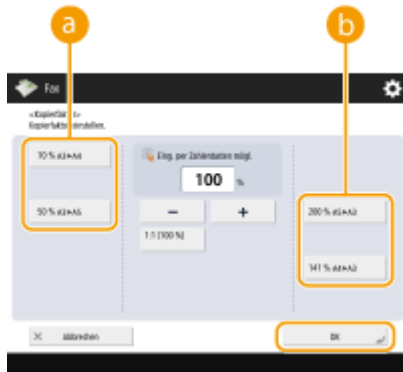 a
b
Fax
<Kopierfaktor>
Kopierfaktor einstellen.
70 % A3▸A4
Eing. per Zahlentasten mögl.
100 %
50 % A3▸A5
-
+
200 % A5▸A3
1:1 (100 %)
141 % A4▸A3
Abbrechen
OK